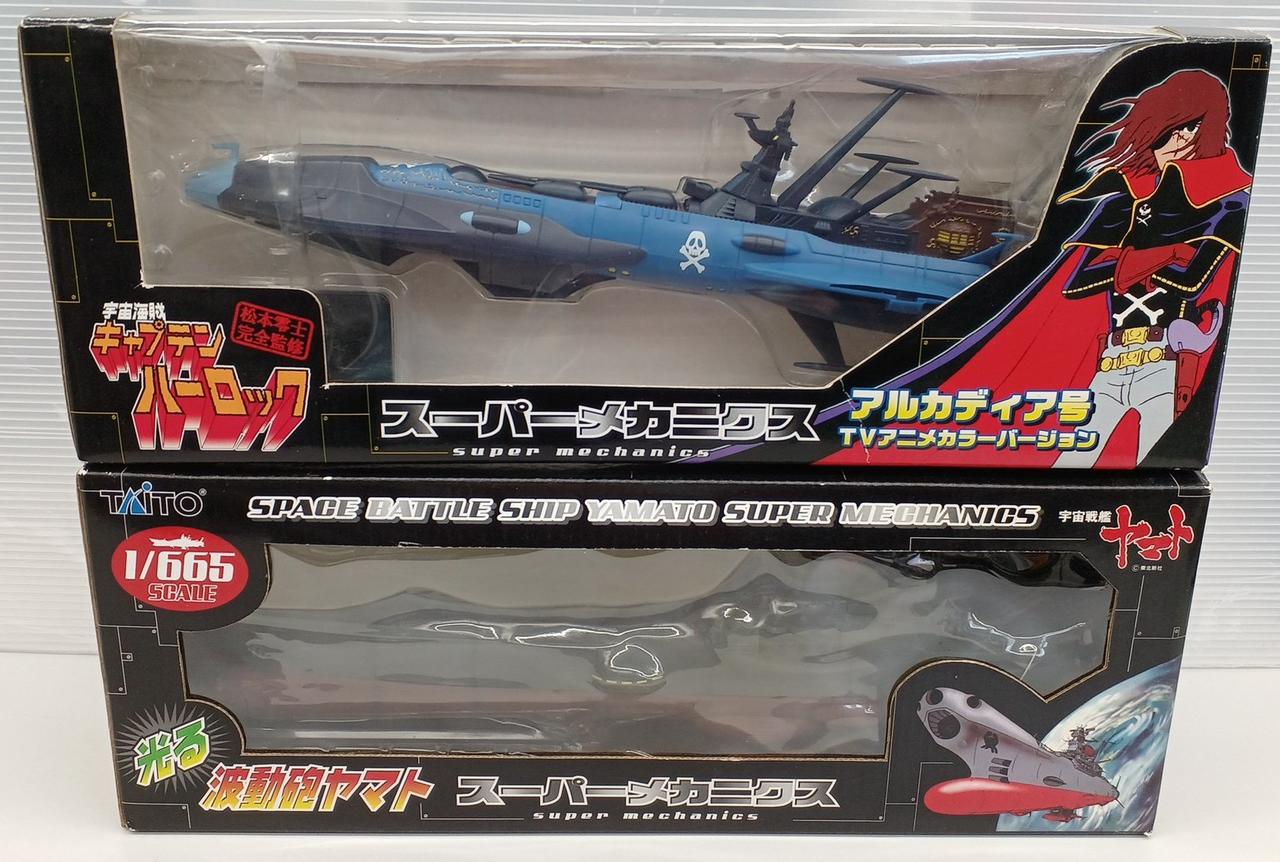 宇宙海賊
キャプテン
ハーロック
松本零士
完全監修
スーパーメカニクス
super mechanics
アルカディア号
TVアニメカラーバージョン
TAITO®
SPACE BATTLE SHIP YAMATO SUPER MECHANICS
宇宙戦艦
ヤマト
©東北新社
1/665
SCALE
光る
波動砲ヤマト
スーパーメカニクス
super mechanics